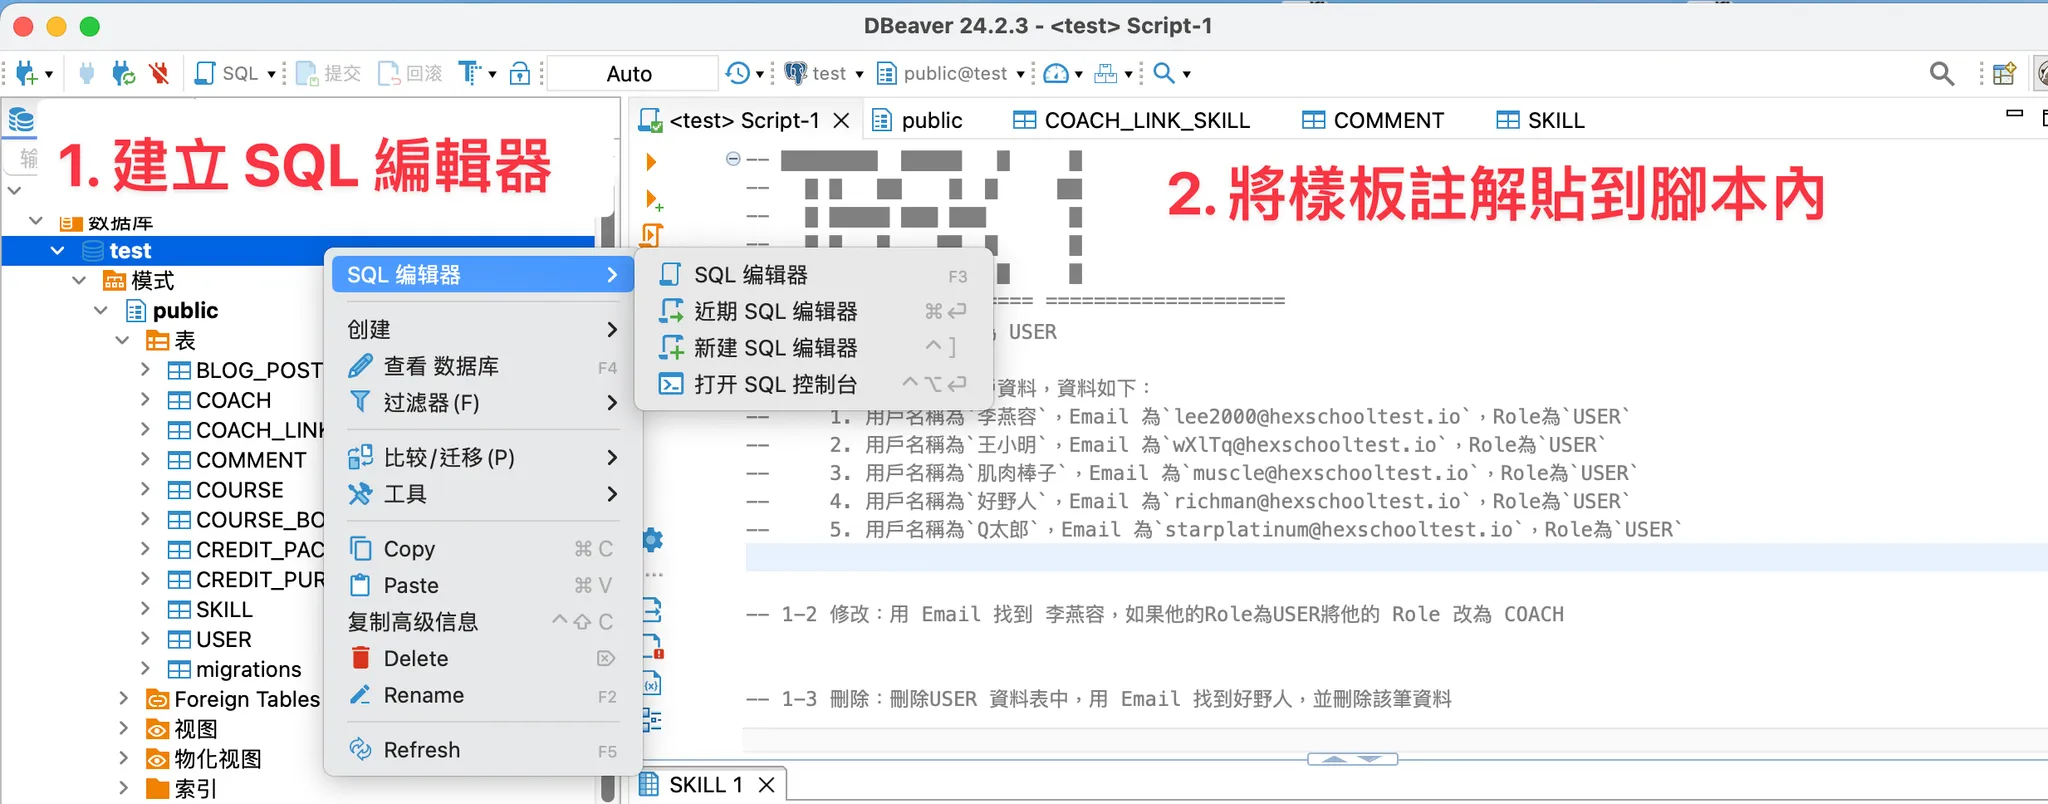 DBeaver 24.2.3 - <test> Script-1
SQL 提交 回滚 Auto test public@test
<test> Script-1 public COACH_LINK_SKILL COMMENT SKILL
输
1. 建立 SQL 編輯器
2. 將樣板註解貼到腳本內
数据库
test
模式
public
表
BLOG_POST
COACH
COACH_LINK
COMMENT
COURSE
COURSE_BO
CREDIT_PAC
CREDIT_PUR
SKILL
USER
migrations
Foreign Tables
视图
物化视图
索引
SQL 编辑器
创建
查看 数据库 F4
过滤器(F)
比较/迁移(P)
工具
Copy ⌘ C
Paste ⌘ V
复制高级信息 ^⇧ C
Delete ⌦
Rename F2
Refresh F5
SQL 编辑器 F3
近期 SQL 编辑器 ⌘↩
新建 SQL 编辑器 ^ ]
打开 SQL 控制台 ^⌥↩
--
--
--
--
==== ====================
USER
資料,資料如下:
-- 1. 用戶名稱為`李燕容`,Email 為`lee2000@hexschooltest.io`,Role為`USER`
-- 2. 用戶名稱為`王小明`,Email 為`wXlTq@hexschooltest.io`,Role為`USER`
-- 3. 用戶名稱為`肌肉棒子`,Email 為`muscle@hexschooltest.io`,Role為`USER`
-- 4. 用戶名稱為`好野人`,Email 為`richman@hexschooltest.io`,Role為`USER`
-- 5. 用戶名稱為`Q太郎`,Email 為`starplatinum@hexschooltest.io`,Role為`USER`
-- 1-2 修改:用 Email 找到 李燕容,如果他的Role為USER將他的 Role 改為 COACH
-- 1-3 刪除:刪除USER 資料表中,用 Email 找到好野人,並刪除該筆資料
SKILL 1